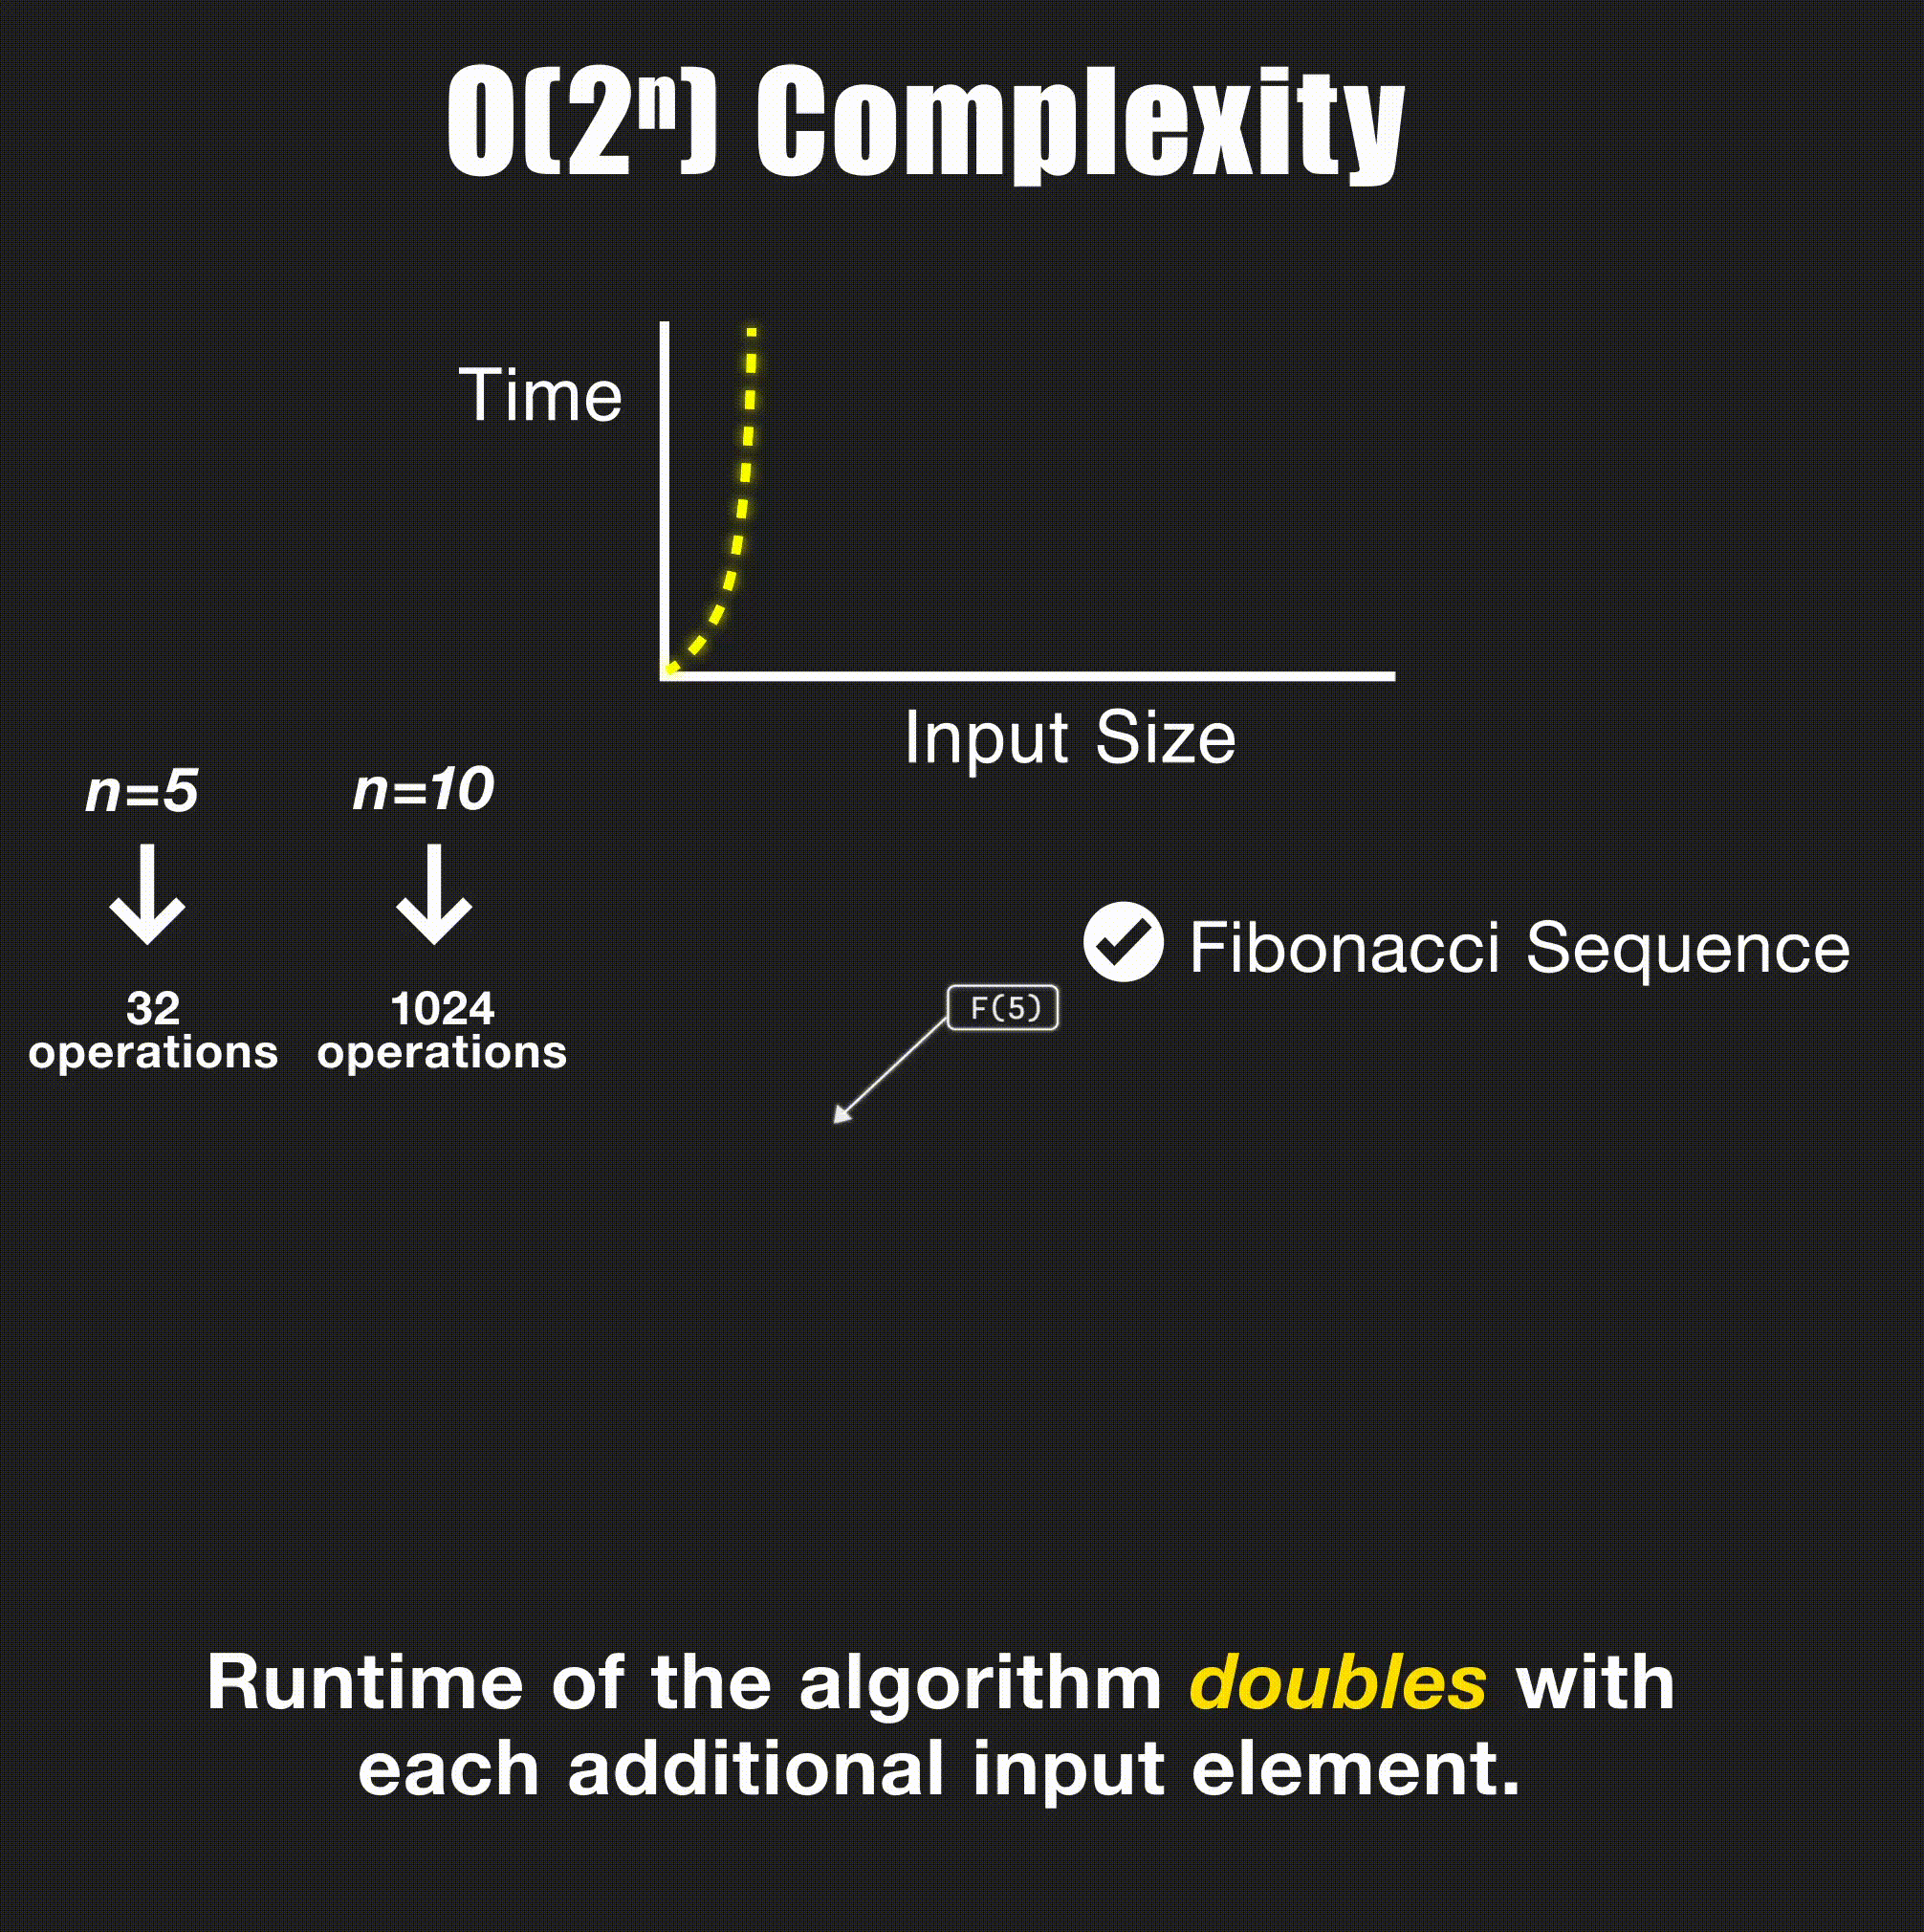 O(2ⁿ) Complexity
Time
Input Size
n=5
n=10
32
operations
1024
operations
Fibonacci Sequence
F(5)
Runtime of the algorithm doubles with
each additional input element.